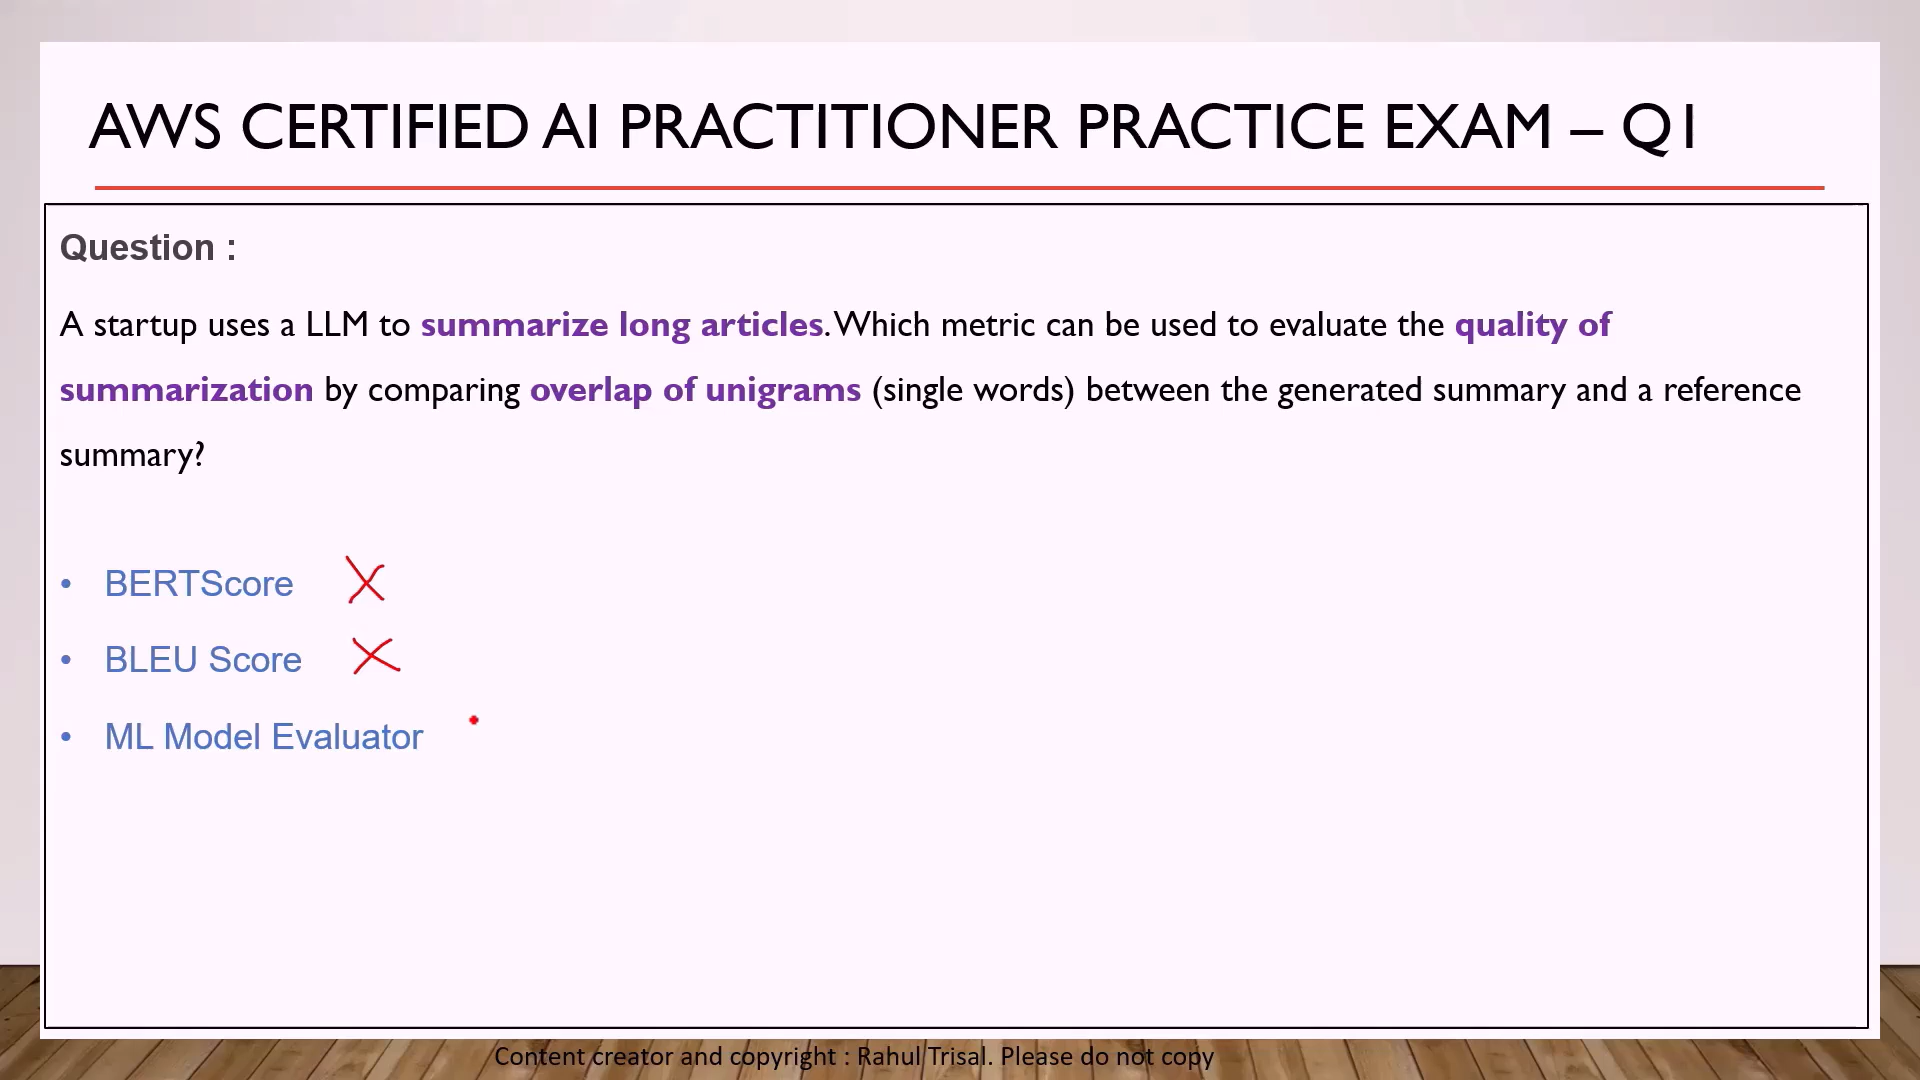 AWS CERTIFIED AI PRACTITIONER PRACTICE EXAM – Q1
Question :
A startup uses a LLM to summarize long articles. Which metric can be used to evaluate the quality of
summarization by comparing overlap of unigrams (single words) between the generated summary and a reference
summary?
• BERTScore
• BLEU Score
• ML Model Evaluator
Content creator and copyright : Rahul Trisal. Please do not copy